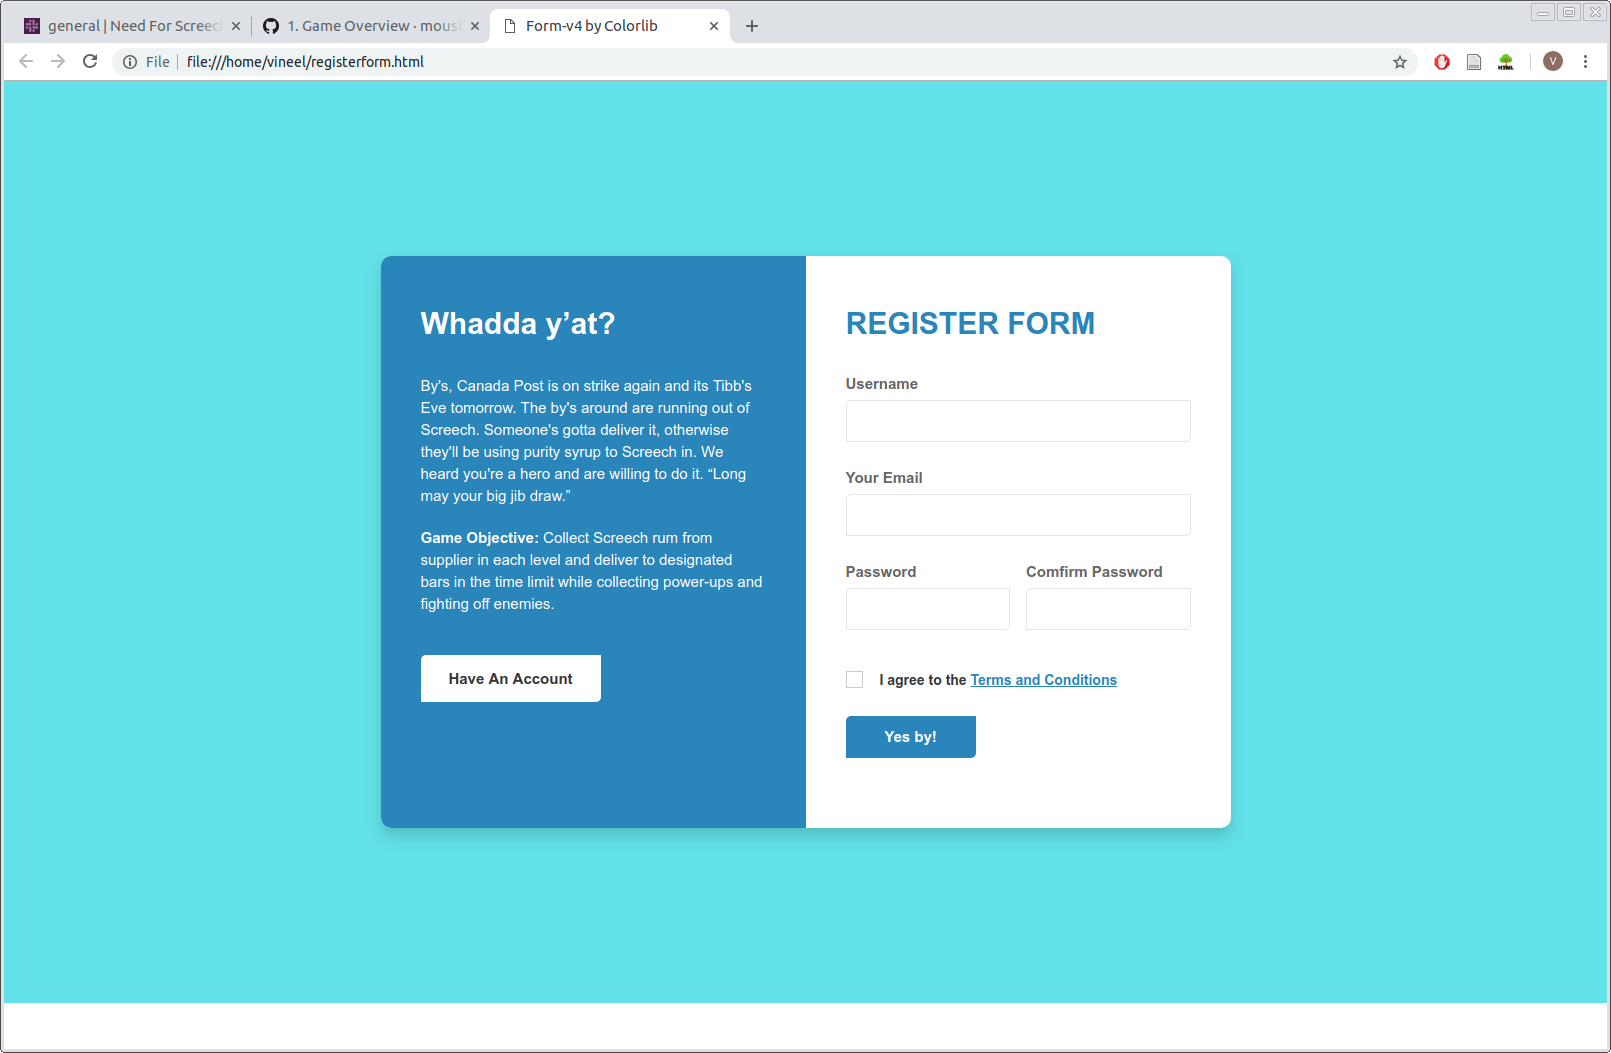 general | Need For Screec
1. Game Overview · mous
Form-v4 by Colorlib
File
file:///home/vineel/registerform.html
HTML
V
Whadda y’at?
By's, Canada Post is on strike again and its Tibb's
Eve tomorrow. The by's around are running out of
Screech. Someone's gotta deliver it, otherwise
they'll be using purity syrup to Screech in. We
heard you're a hero and are willing to do it. “Long
may your big jib draw.”
Game Objective: Collect Screech rum from
supplier in each level and deliver to designated
bars in the time limit while collecting power-ups and
fighting off enemies.
Have An Account
REGISTER FORM
Username
Your Email
Password
Comfirm Password
I agree to the Terms and Conditions
Yes by!